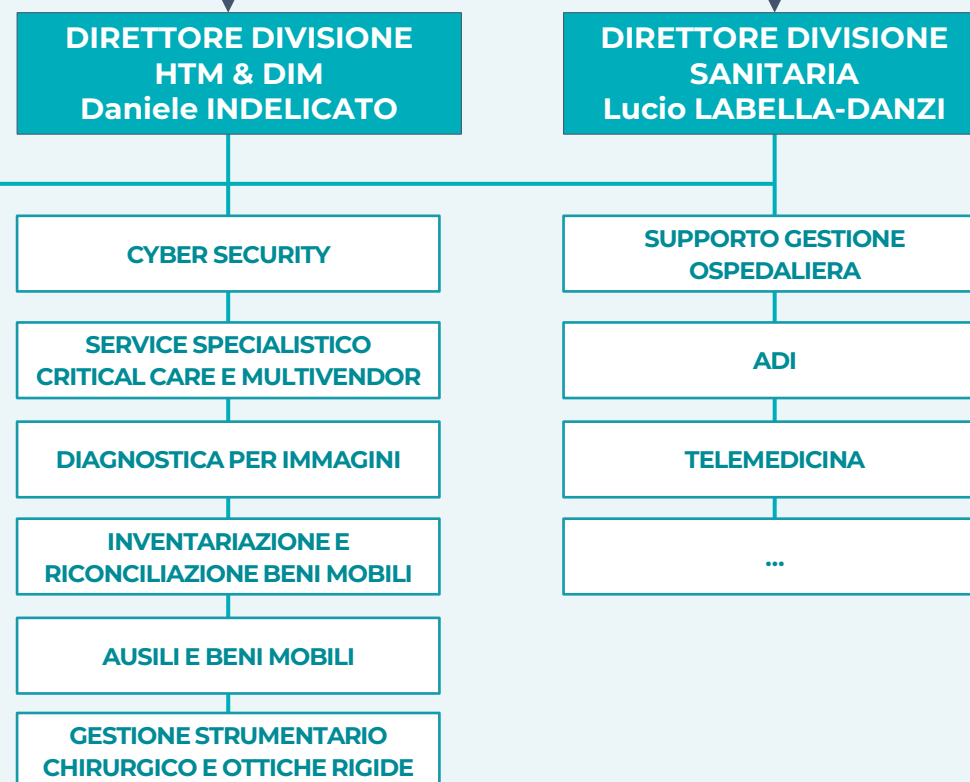 DIRETTORE DIVISIONE
HTM & DIM
Daniele INDELICATO
CYBER SECURITY
SERVICE SPECIALISTICO
CRITICAL CARE E MULTIVENDOR
DIAGNOSTICA PER IMMAGINI
INVENTARIAZIONE E
RICONCILIAZIONE BENI MOBILI
AUSILI E BENI MOBILI
GESTIONE STRUMENTARIO
CHIRURGICO E OTTICHE RIGIDE
DIRETTORE DIVISIONE
SANITARIA
Lucio LABELLA-DANZI
SUPPORTO GESTIONE
OSPEDALIERA
ADI
TELEMEDICINA
...